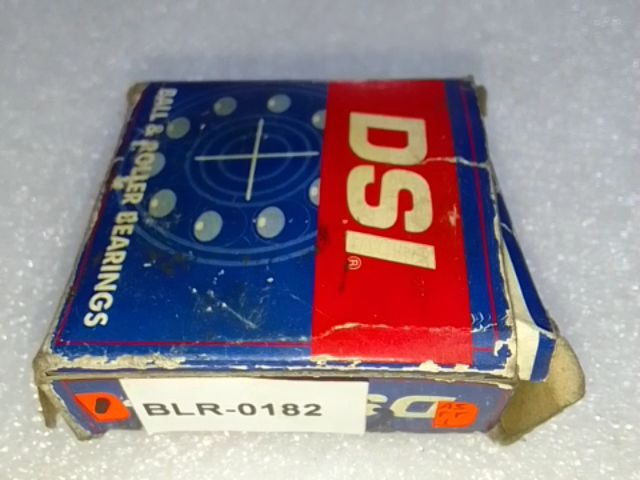 DSI®
BALL & ROLLER BEARINGS
BLR-0182